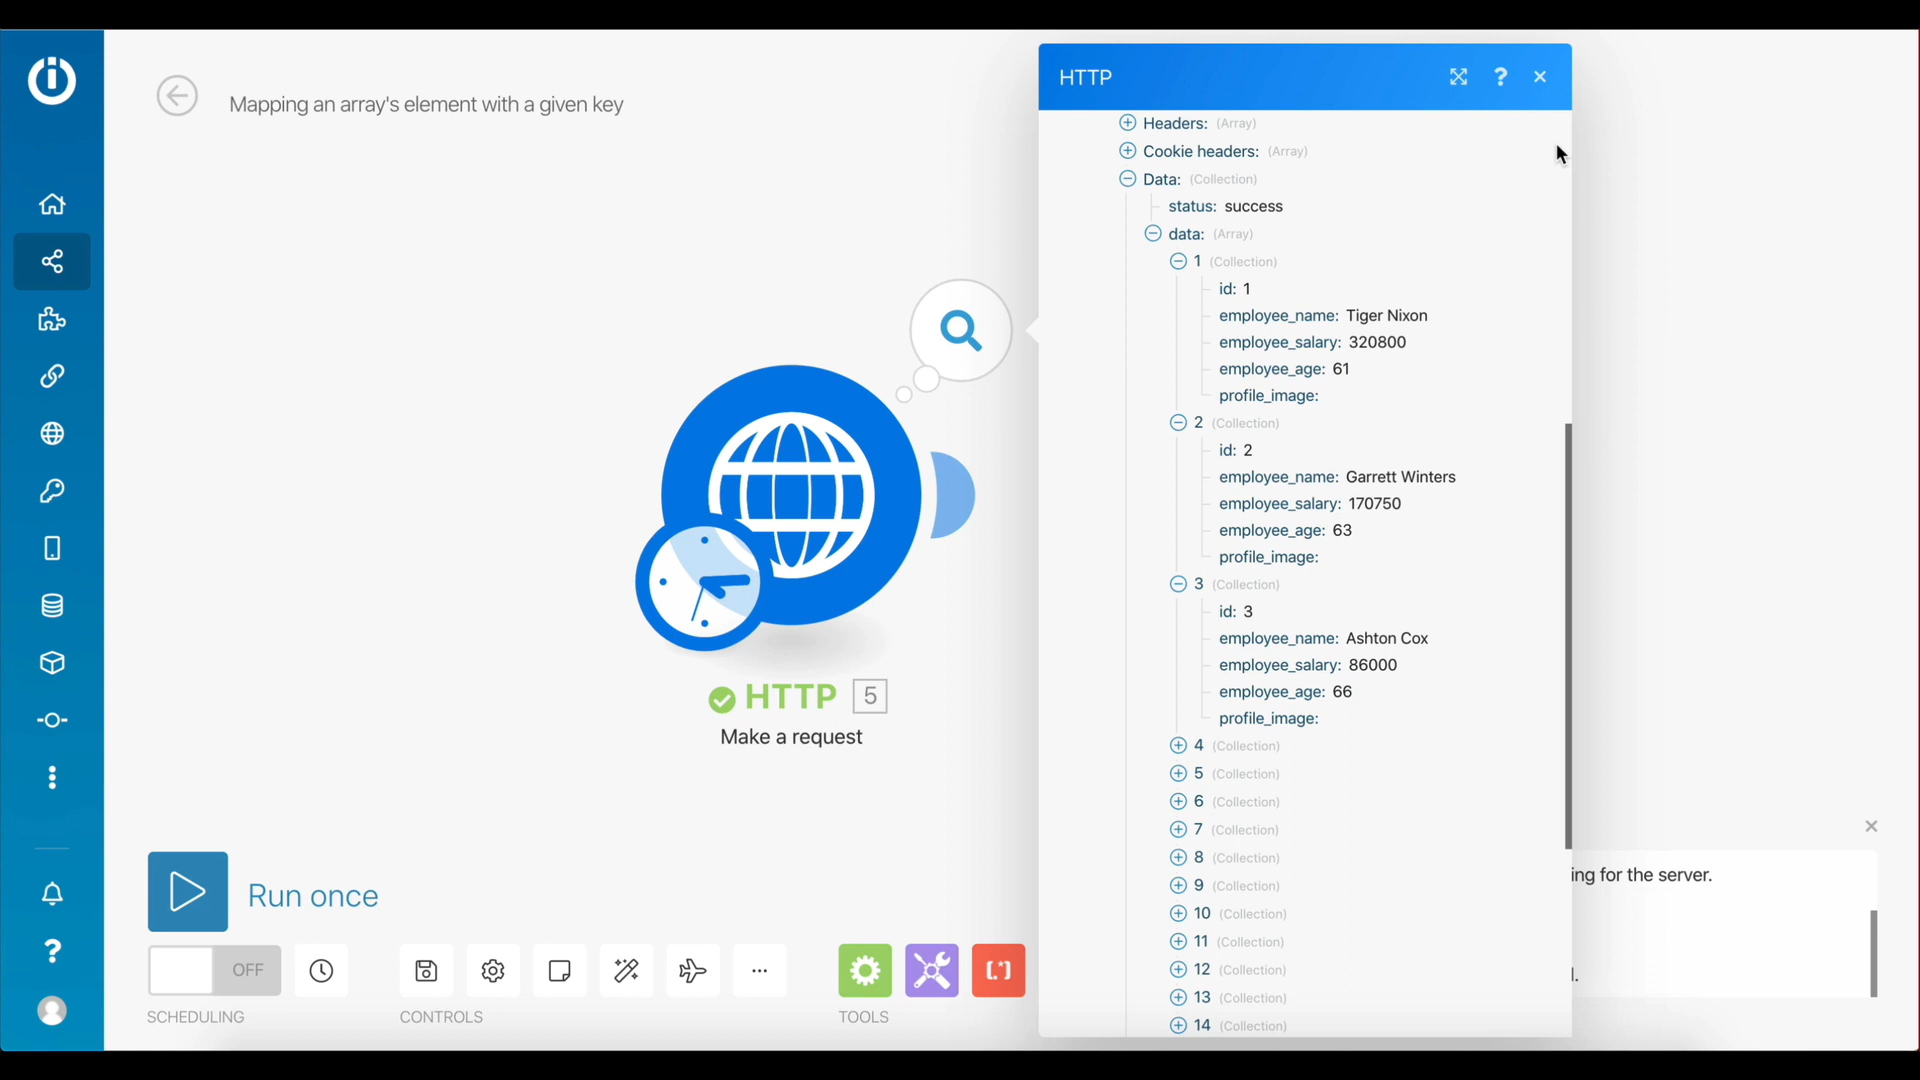 Mapping an array's element with a given key
HTTP
?
Headers: (Array)
Cookie headers: (Array)
Data: (Collection)
status: success
data: (Array)
1 (Collection)
id: 1
employee_name: Tiger Nixon
employee_salary: 320800
employee_age: 61
profile_image:
2 (Collection)
id: 2
employee_name: Garrett Winters
employee_salary: 170750
employee_age: 63
profile_image:
3 (Collection)
id: 3
employee_name: Ashton Cox
employee_salary: 86000
employee_age: 66
profile_image:
4 (Collection)
5 (Collection)
6 (Collection)
7 (Collection)
8 (Collection)
9 (Collection)
10 (Collection)
11 (Collection)
12 (Collection)
13 (Collection)
14 (Collection)
HTTP 5
Make a request
Run once
OFF
SCHEDULING
CONTROLS
TOOLS
ing for the server.
l.